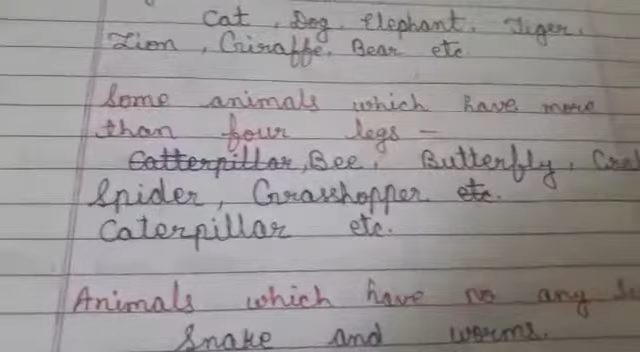 Cat, Dog, Elephant, Tiger,
Lion, Giraffe, Bear etc
Some animals which have more
than four legs -
Catterpillar, Bee, Butterfly,
Spider, Grasshopper etc.
Caterpillar etc.
Animals which have no any
Snake and worms.